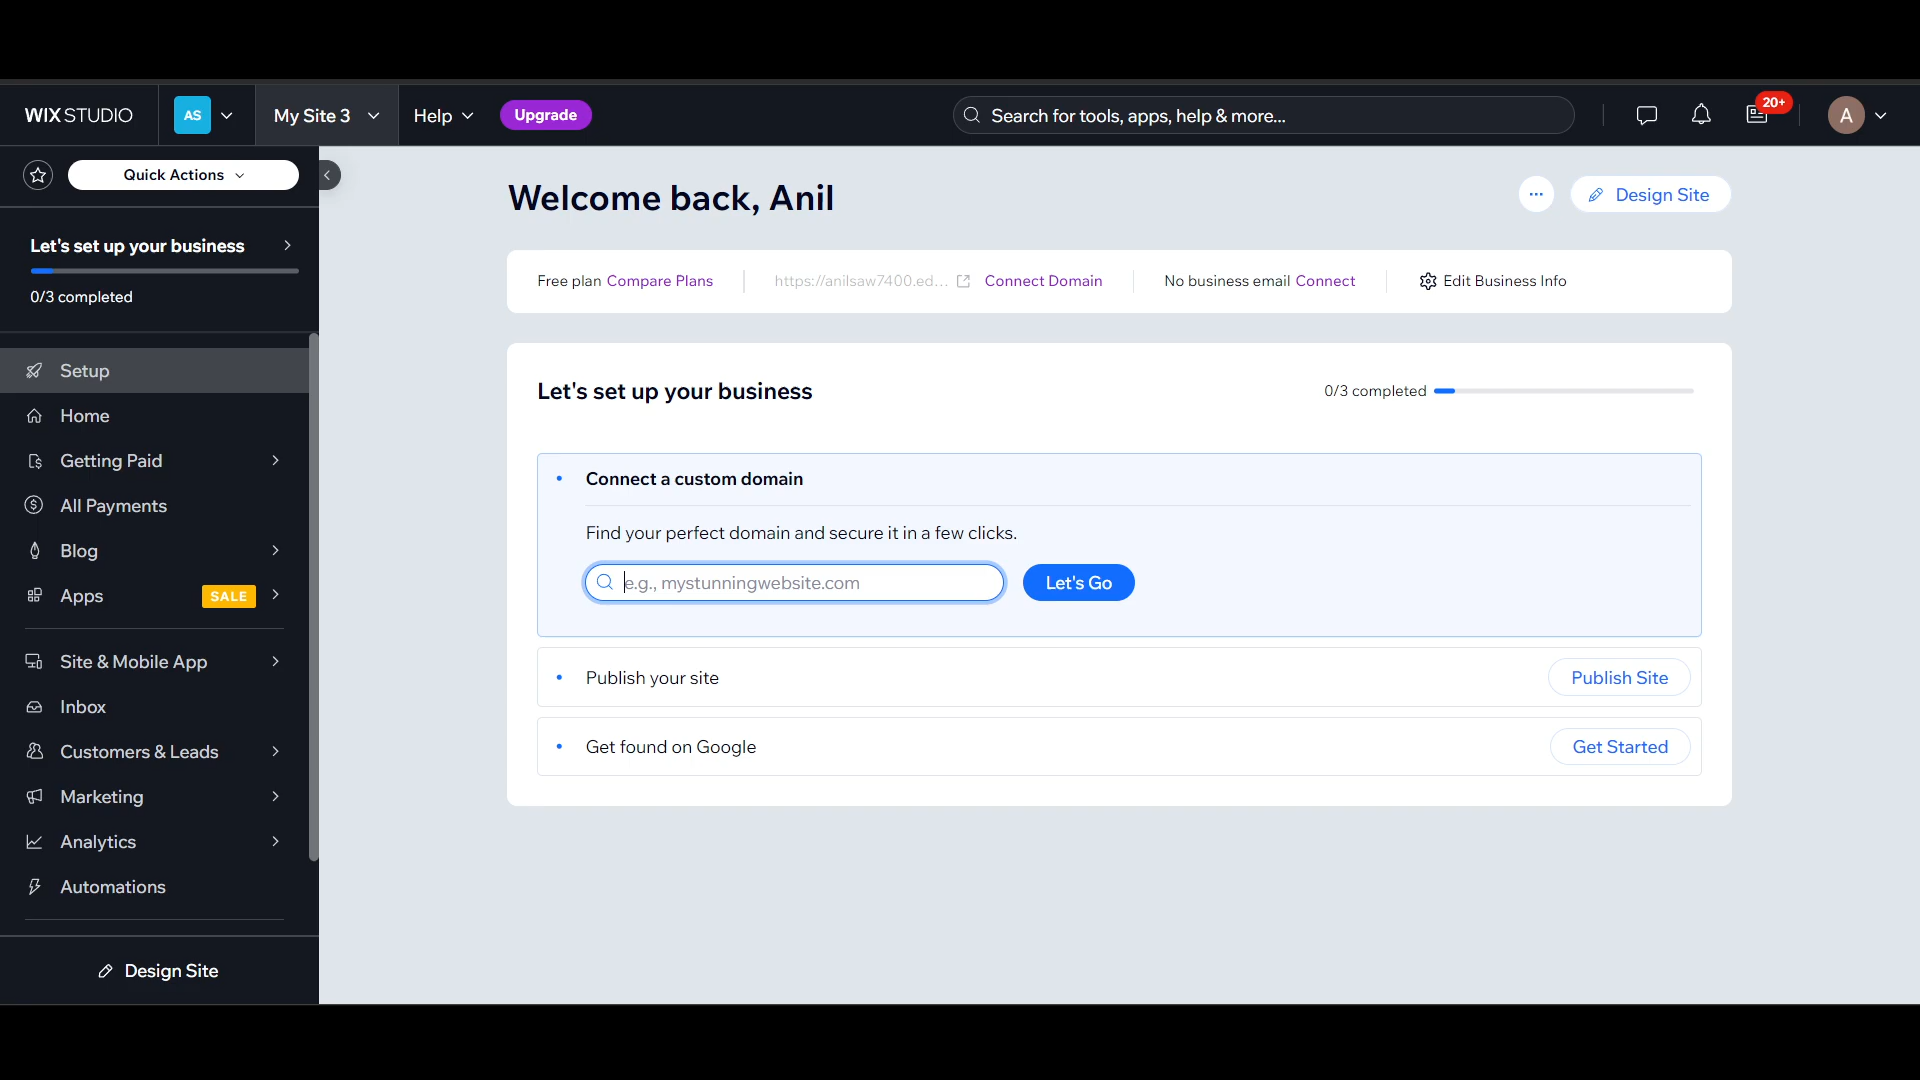 WIX STUDIO
AS
My Site 3
Help
Upgrade
Search for tools, apps, help & more...
20+
A
Quick Actions
Let's set up your business
0/3 completed
Setup
Home
Getting Paid
All Payments
Blog
Apps
SALE
Site & Mobile App
Inbox
Customers & Leads
Marketing
Analytics
Automations
Design Site
Welcome back, Anil
Design Site
Free plan Compare Plans
https://anilsaw7400.ed...
Connect Domain
No business email Connect
Edit Business Info
Let's set up your business
0/3 completed
Connect a custom domain
Find your perfect domain and secure it in a few clicks.
e.g., mystunningwebsite.com
Let's Go
Publish your site
Publish Site
Get found on Google
Get Started